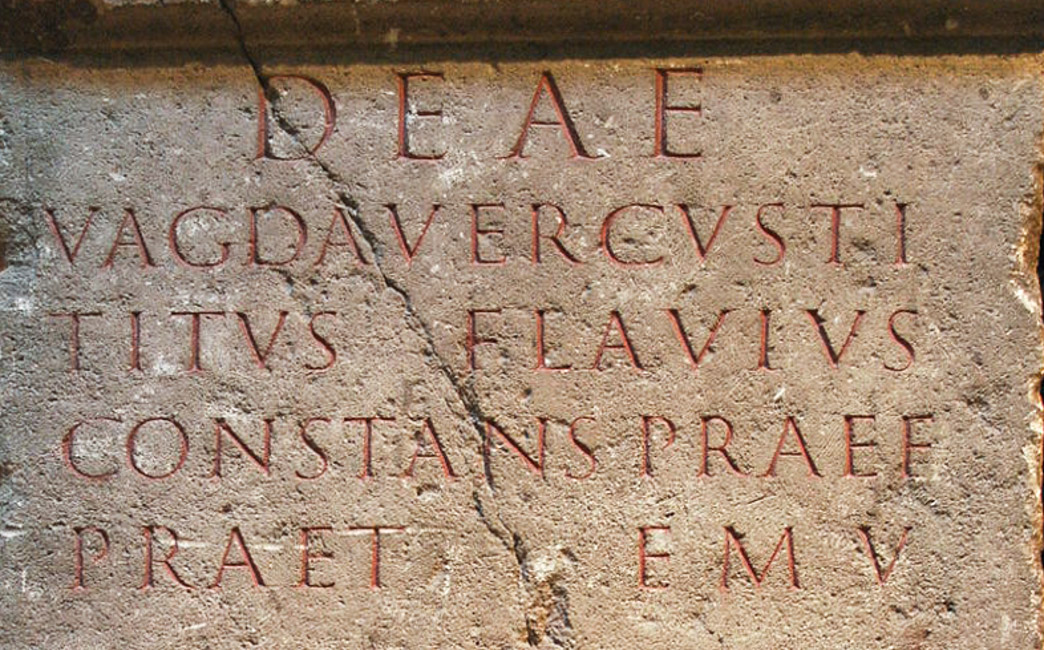 DEAE
VAGDAVERCVSTI
TITVS FLAVIVS
CONSTANS PRAEF
PRAET EMV